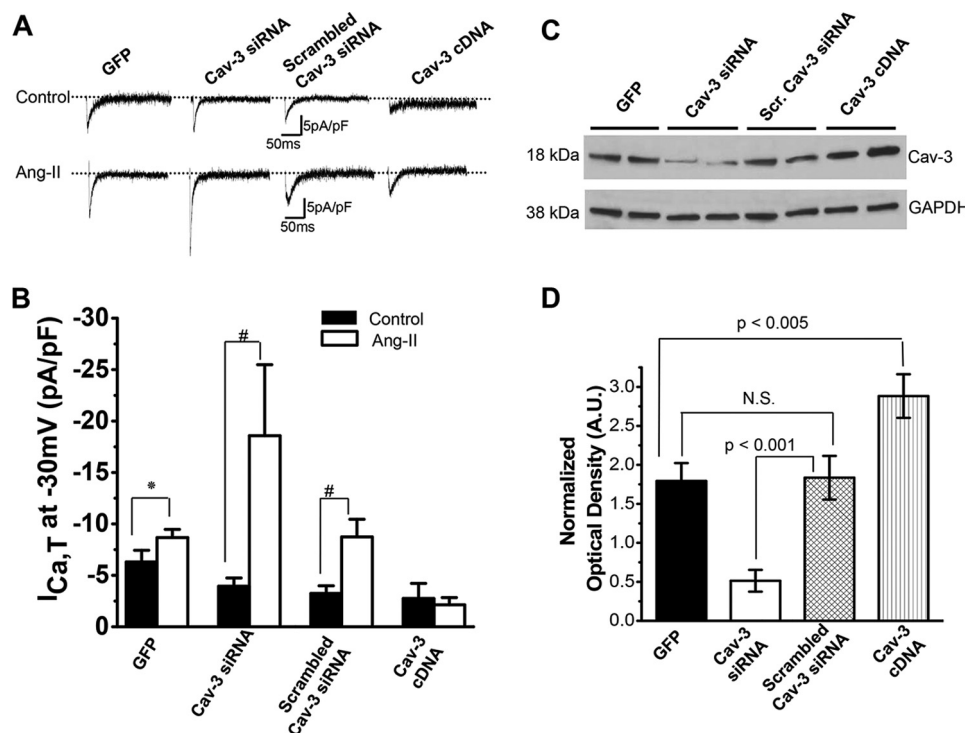 A
GFP
Cav-3 siRNA
Scrambled
Cav-3 siRNA
Cav-3 cDNA
Control
5pA/pF
50ms
Ang-II
5pA/pF
50ms
B
I Ca,T at -30mV (pA/pF)
-30
-25
-20
-15
-10
-5
0
Control
Ang-II
*
#
#
GFP
Cav-3 siRNA
Scrambled
Cav-3 siRNA
Cav-3
cDNA
C
GFP
Cav-3 siRNA
Scr. Cav-3 siRNA
Cav-3 cDNA
18 kDa
Cav-3
38 kDa
GAPDH
D
Normalized
Optical Density (A.U.)
3.0
2.5
2.0
1.5
1.0
0.5
0.0
p < 0.005
N.S.
p < 0.001
GFP
Cav-3
siRNA
Scrambled
Cav-3 siRNA
Cav-3
cDNA